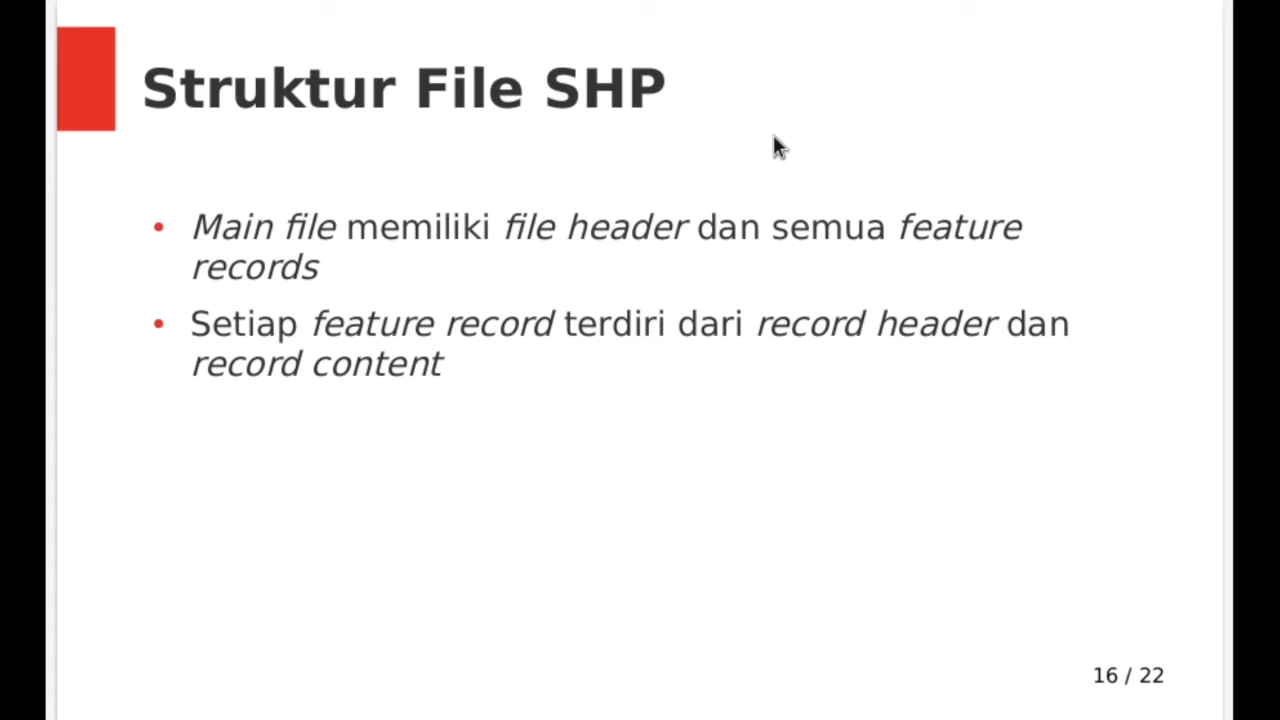 Struktur File SHP
• Main file memiliki file header dan semua feature
records
• Setiap feature record terdiri dari record header dan
record content
16 / 22